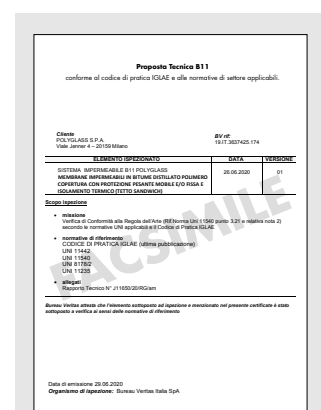 Proposta Tecnica B11
conforme al codice di pratica IGLAE e alle normative di settore applicabili.
Cliente
POLYGLASS S.P.A.
Viale Jenner 4 – 20159 Milano
BV rif:
19.IT.3637425.174
ELEMENTO ISPEZIONATO DATA VERSIONE
SISTEMA IMPERMEABILE B11 POLYGLASS
MEMBRANE IMPERMEABILI IN BITUME DISTILLATO POLIMERO
COPERTURA CON PROTEZIONE PESANTE MOBILE E/O FISSA E
ISOLAMENTO TERMICO (TETTO SANDWICH)
26.06.2020 01
Scopo ispezione
• missione
Verifica di Conformità alla Regola dell'Arte (Rif.Norma Uni 11540 punto 3.21 e relativa nota 2)
secondo le normative UNI applicabili e il Codice di Pratica IGLAE.
• normative di riferimento
CODICE DI PRATICA IGLAE (ultima pubblicazione)
UNI 11442
UNI 11540
UNI 8178/2
UNI 11235
• allegati
Rapporto Tecnico N° J11650/20/RG/am
FACSIMILE
Bureau Veritas attesta che l'elemento sottoposto ad ispezione e menzionato nel presente certificate è stato
sottoposto a verifica ai sensi delle normative di riferimento
Data di emissione 29.06.2020
Organismo di ispezione: Bureau Veritas Italia SpA